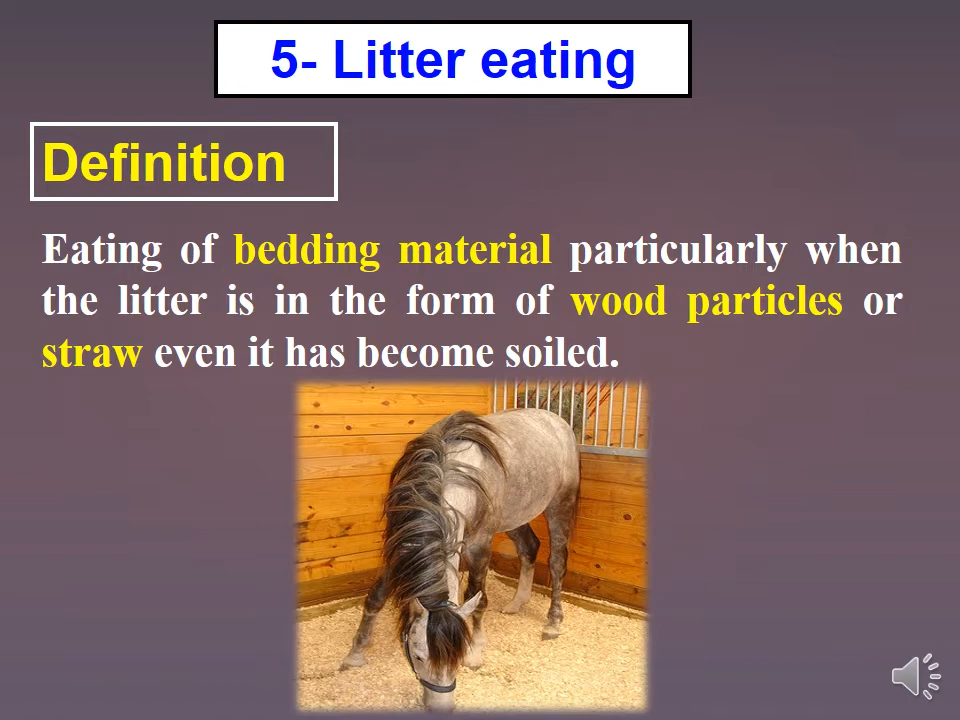 5- Litter eating
Definition
Eating of bedding material particularly when
the litter is in the form of wood particles or
straw even it has become soiled.